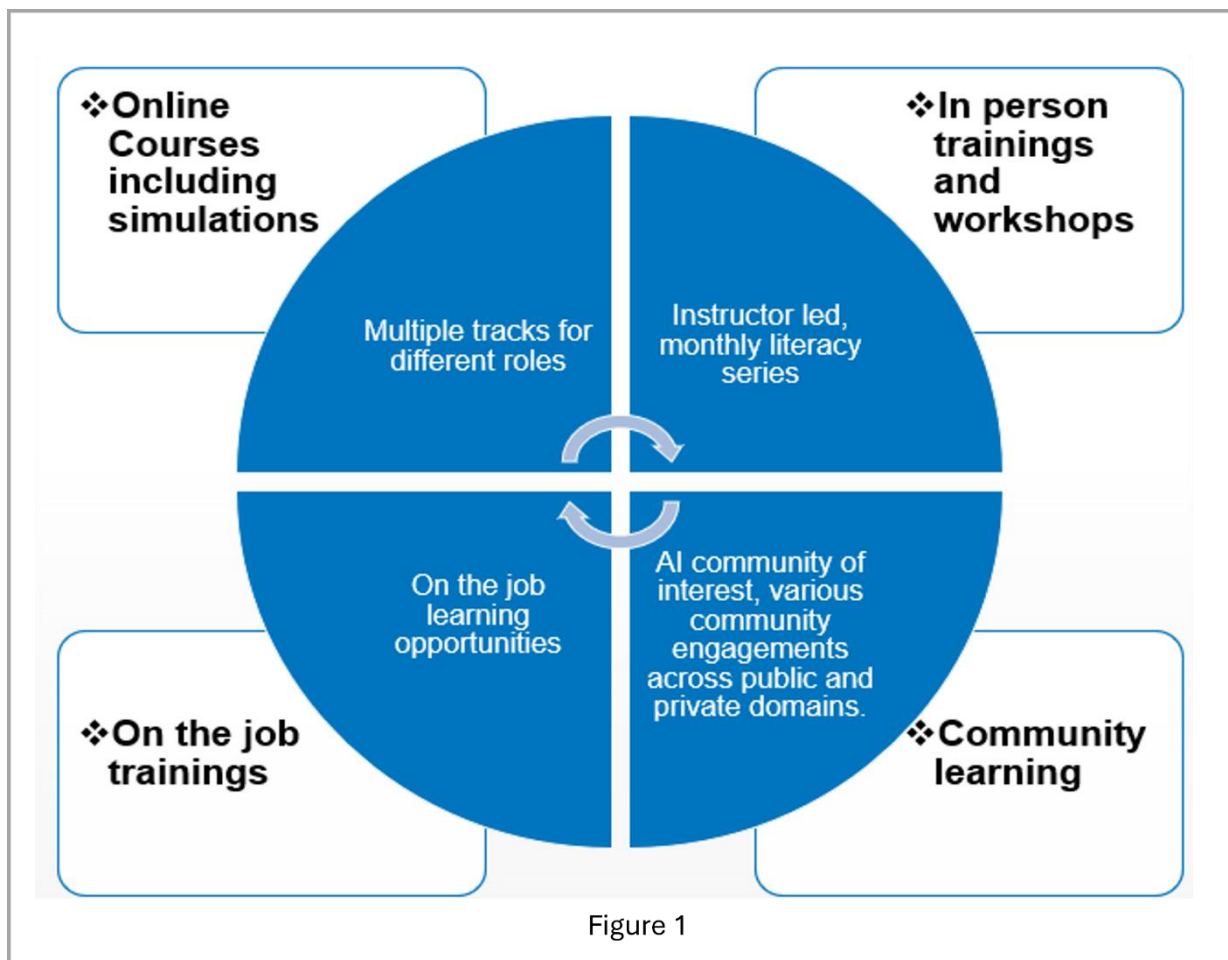 ❖Online
Courses
including
simulations
❖In person
trainings
and
workshops
Multiple tracks for
different roles
Instructor led,
monthly literacy
series
On the job
learning
opportunities
AI community of
interest, various
community
engagements
across public and
private domains.
❖On the job
trainings
❖Community
learning
Figure 1